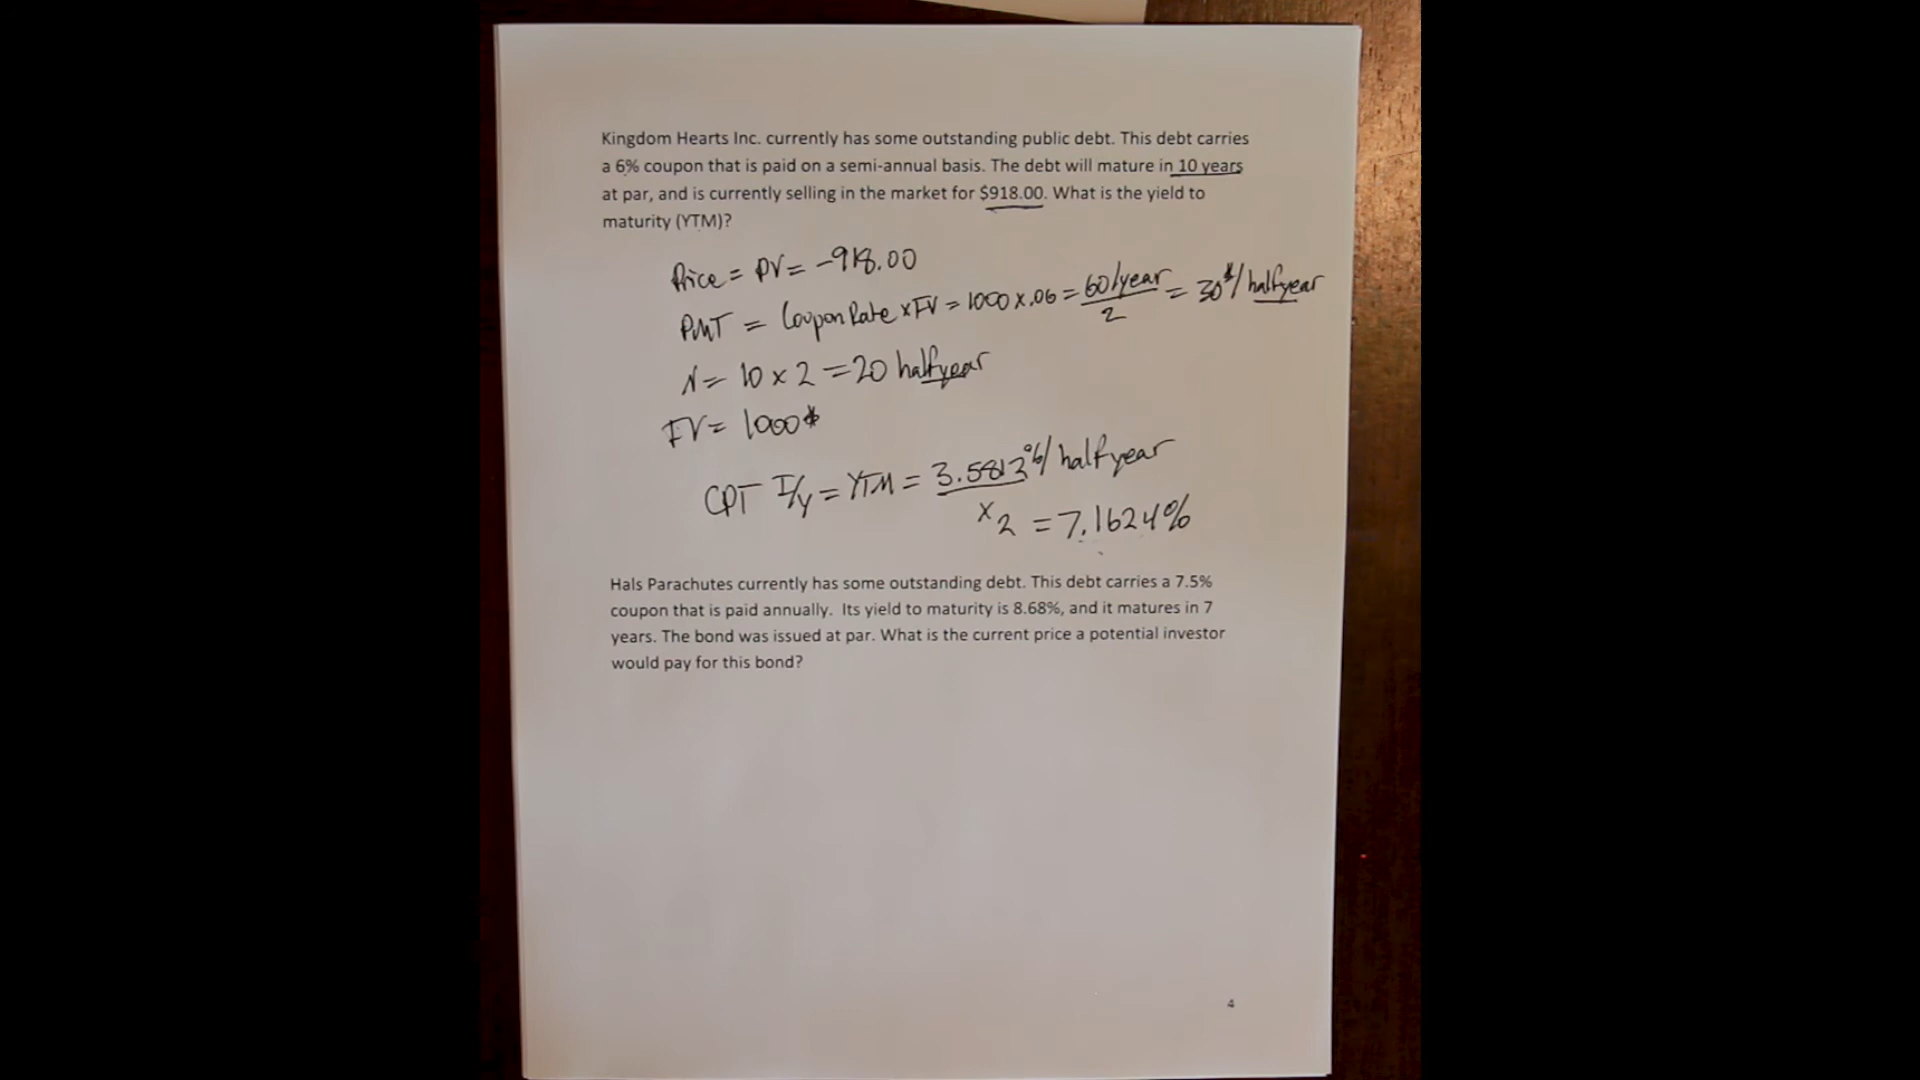 Kingdom Hearts Inc. currently has some outstanding public debt. This debt carries
a 6% coupon that is paid on a semi-annual basis. The debt will mature in 10 years
at par, and is currently selling in the market for $918.00. What is the yield to
maturity (YTM)?
Price = PV = -918.00
PMT = Coupon Rate x FV = 1000 x .06 = 60/year / 2 = 30$/halfyear
N = 10 x 2 = 20 halfyear
FV = 1000$
CPT I/y = YTM = 3.5812%/halfyear
x 2 = 7.1624%
Hals Parachutes currently has some outstanding debt. This debt carries a 7.5%
coupon that is paid annually. Its yield to maturity is 8.68%, and it matures in 7
years. The bond was issued at par. What is the current price a potential investor
would pay for this bond?
4